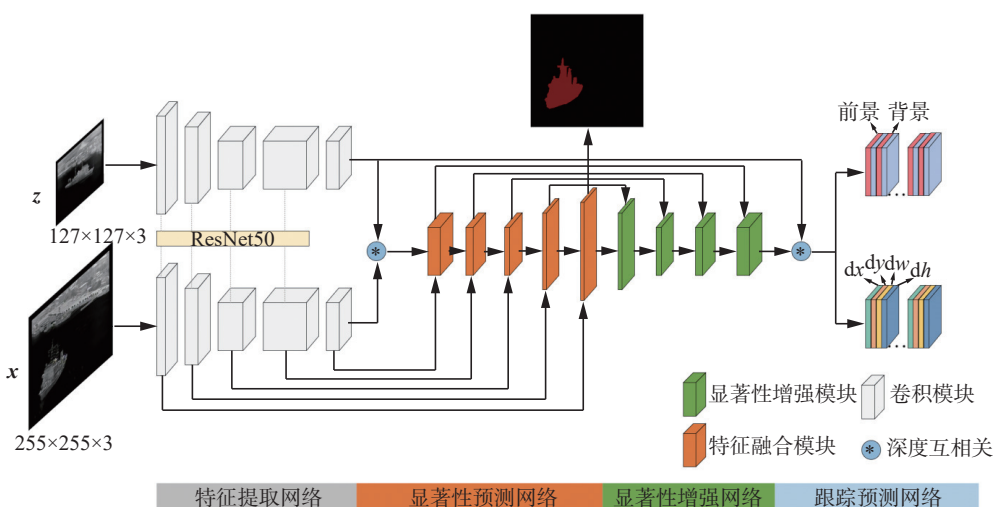 前景 背景
z
127×127×3
ResNet50
*
*
dx dy dw dh
x
255×255×3
显著性增强模块
卷积模块
特征融合模块
* 深度互相关
特征提取网络
显著性预测网络
显著性增强网络
跟踪预测网络